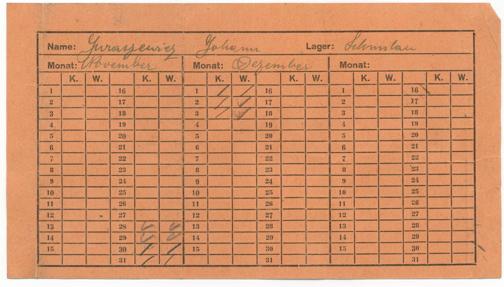 Name: Juraszewicz Johann Lager: Schmolau
Monat: November Monat: Dezember Monat:
K. W. K. W. K. W. K. W. K. W. K. W.
1 16 1 16 1 16
2 17 2 17 2 17
3 18 3 18 3 18
4 19 4 19 4 19
5 20 5 20 5 20
6 21 6 21 6 21
7 22 7 22 7 22
8 23 8 23 8 23
9 24 9 24 9 24
10 25 10 25 10 25
11 26 11 26 11 26
12 27 12 27 12 27
13 28 13 28 13 28
14 29 14 29 14 29
15 30 15 30 15 30
31 31 31